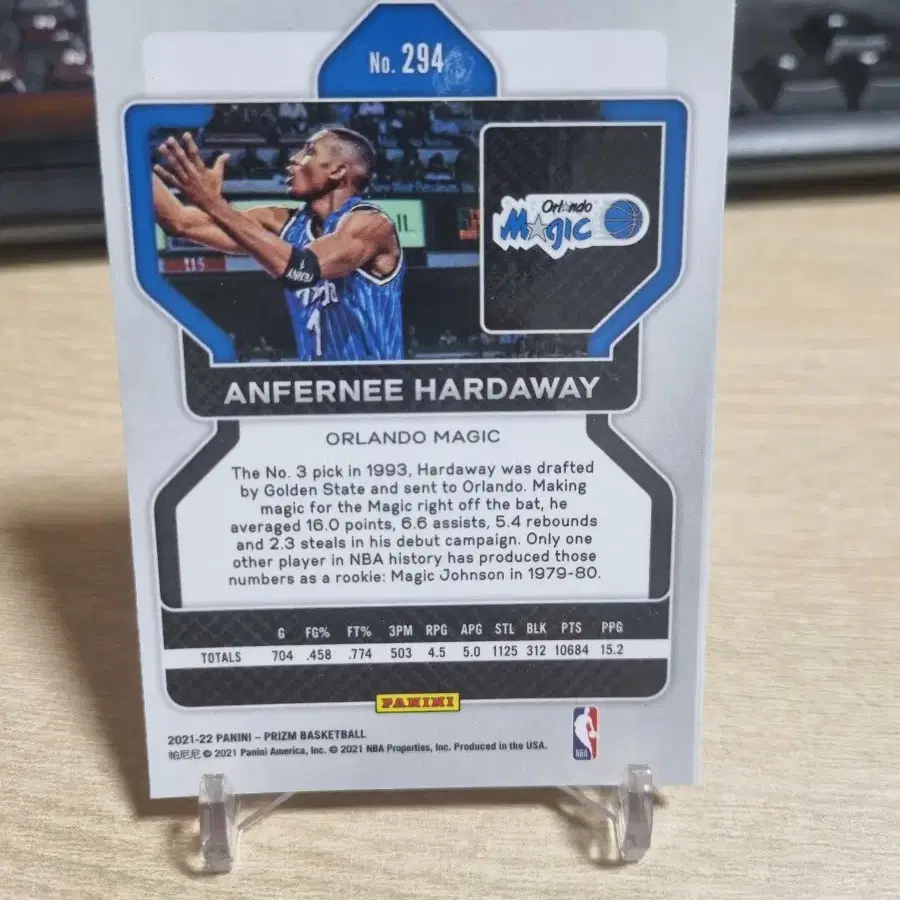 No. 294
PENNY
1
Orlando
Magic
ANFERNEE HARDAWAY
ORLANDO MAGIC
The No. 3 pick in 1993, Hardaway was drafted
by Golden State and sent to Orlando. Making
magic for the Magic right off the bat, he
averaged 16.0 points, 6.6 assists, 5.4 rebounds
and 2.3 steals in his debut campaign. Only one
other player in NBA history has produced those
numbers as a rookie: Magic Johnson in 1979-80.
G FG% FT% 3PM RPG APG STL BLK PTS PPG
TOTALS 704 .458 .774 503 4.5 5.0 1125 312 10684 15.2
PANINI
2021-22 PANINI – PRIZM BASKETBALL
帕尼尼 © 2021 Panini America, Inc. © 2021 NBA Properties, Inc. Produced in the USA.
NBA